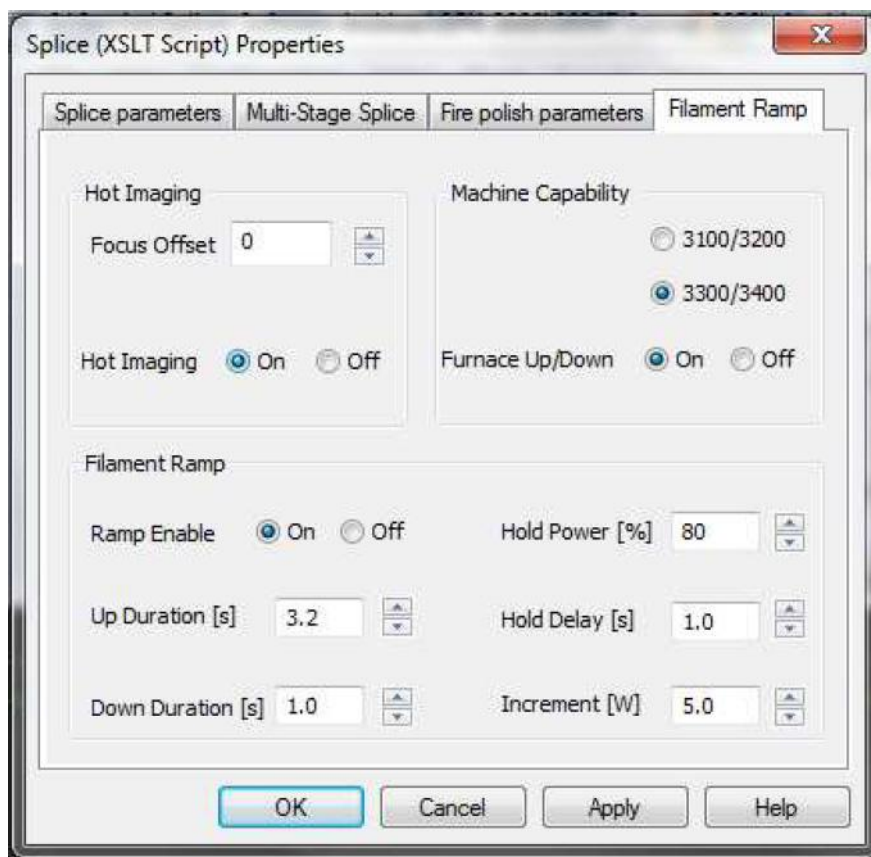 Splice (XSLT Script) Properties
Splice parameters Multi-Stage Splice Fire polish parameters Filament Ramp
Hot Imaging
Focus Offset 0
Hot Imaging On Off
Machine Capability
3100/3200
3300/3400
Furnace Up/Down On Off
Filament Ramp
Ramp Enable On Off Hold Power [%] 80
Up Duration [s] 3.2 Hold Delay [s] 1.0
Down Duration [s] 1.0 Increment [W] 5.0
OK Cancel Apply Help